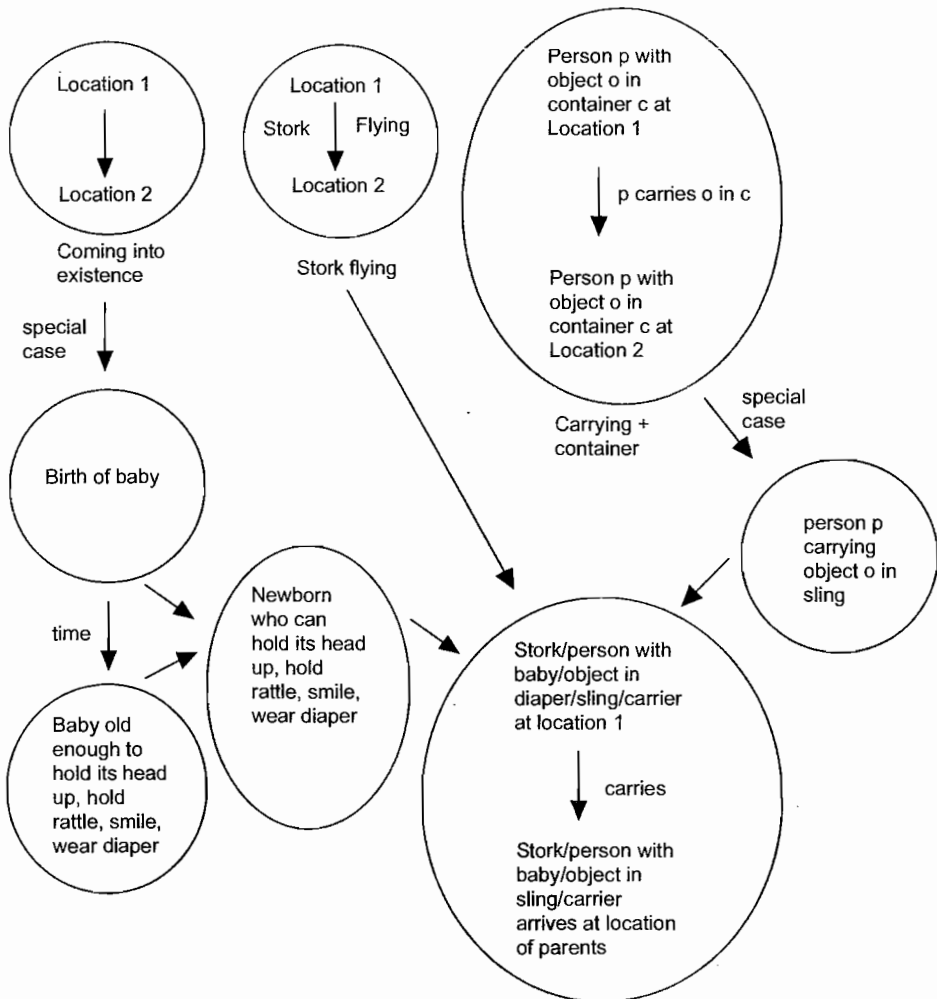 Location 1
Location 2
Coming into
existence
special
case
Location 1
Stork Flying
Location 2
Stork flying
Person p with
object o in
container c at
Location 1
p carries o in c
Person p with
object o in
container c at
Location 2
Carrying +
container
special
case
person p
carrying
object o in
sling
Birth of baby
time
Baby old
enough to
hold its head
up, hold
rattle, smile,
wear diaper
Newborn
who can
hold its head
up, hold
rattle, smile,
wear diaper
Stork/person with
baby/object in
diaper/sling/carrier
at location 1
carries
Stork/person with
baby/object in
sling/carrier
arrives at location
of parents